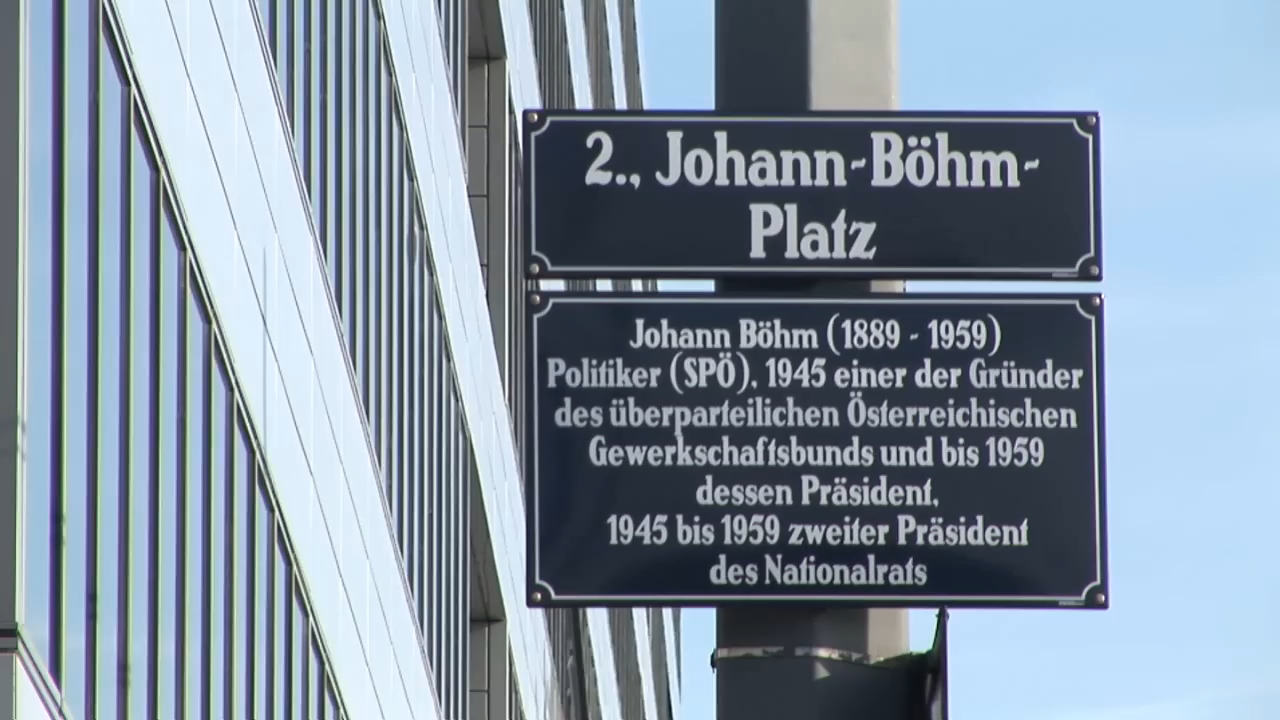 2., Johann-Böhm-
Platz
Johann Böhm (1889 - 1959)
Politiker (SPÖ), 1945 einer der Gründer
des überparteilichen Österreichischen
Gewerkschaftsbunds und bis 1959
dessen Präsident,
1945 bis 1959 zweiter Präsident
des Nationalrats